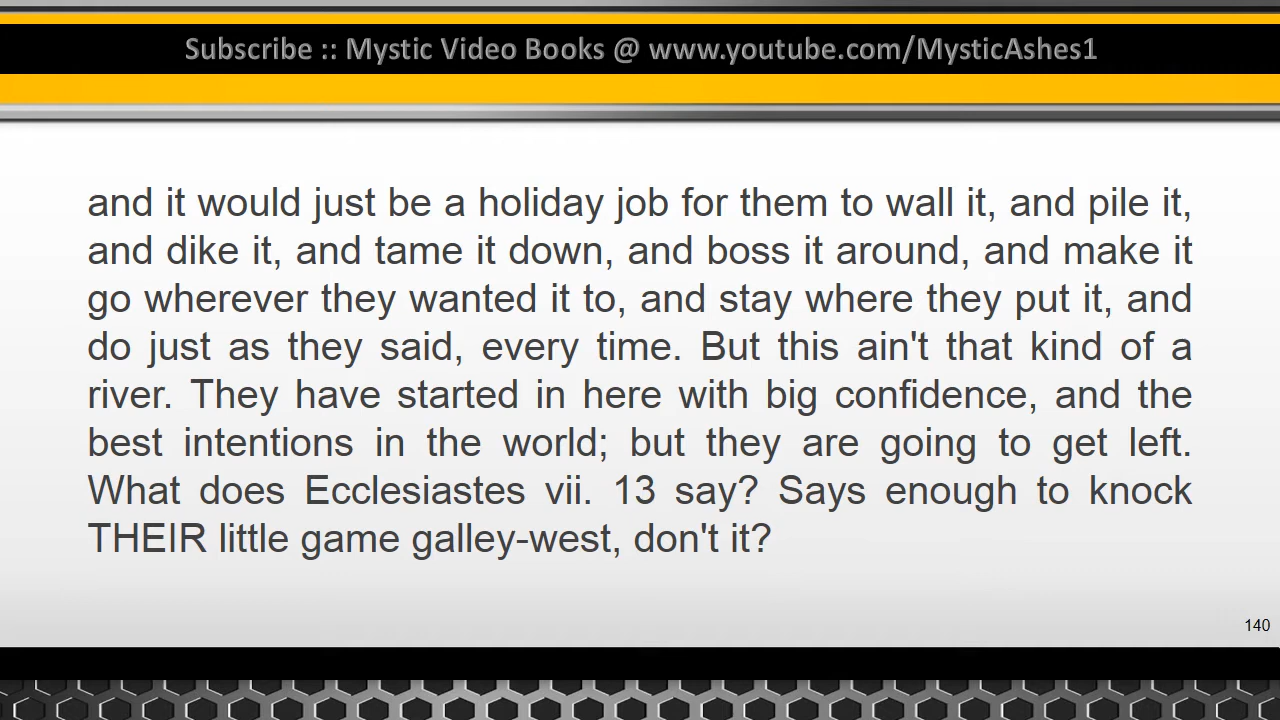 Subscribe :: Mystic Video Books @ www.youtube.com/MysticAshes1
and it would just be a holiday job for them to wall it, and pile it,
and dike it, and tame it down, and boss it around, and make it
go wherever they wanted it to, and stay where they put it, and
do just as they said, every time. But this ain't that kind of a
river. They have started in here with big confidence, and the
best intentions in the world; but they are going to get left.
What does Ecclesiastes vii. 13 say? Says enough to knock
THEIR little game galley-west, don't it?
140